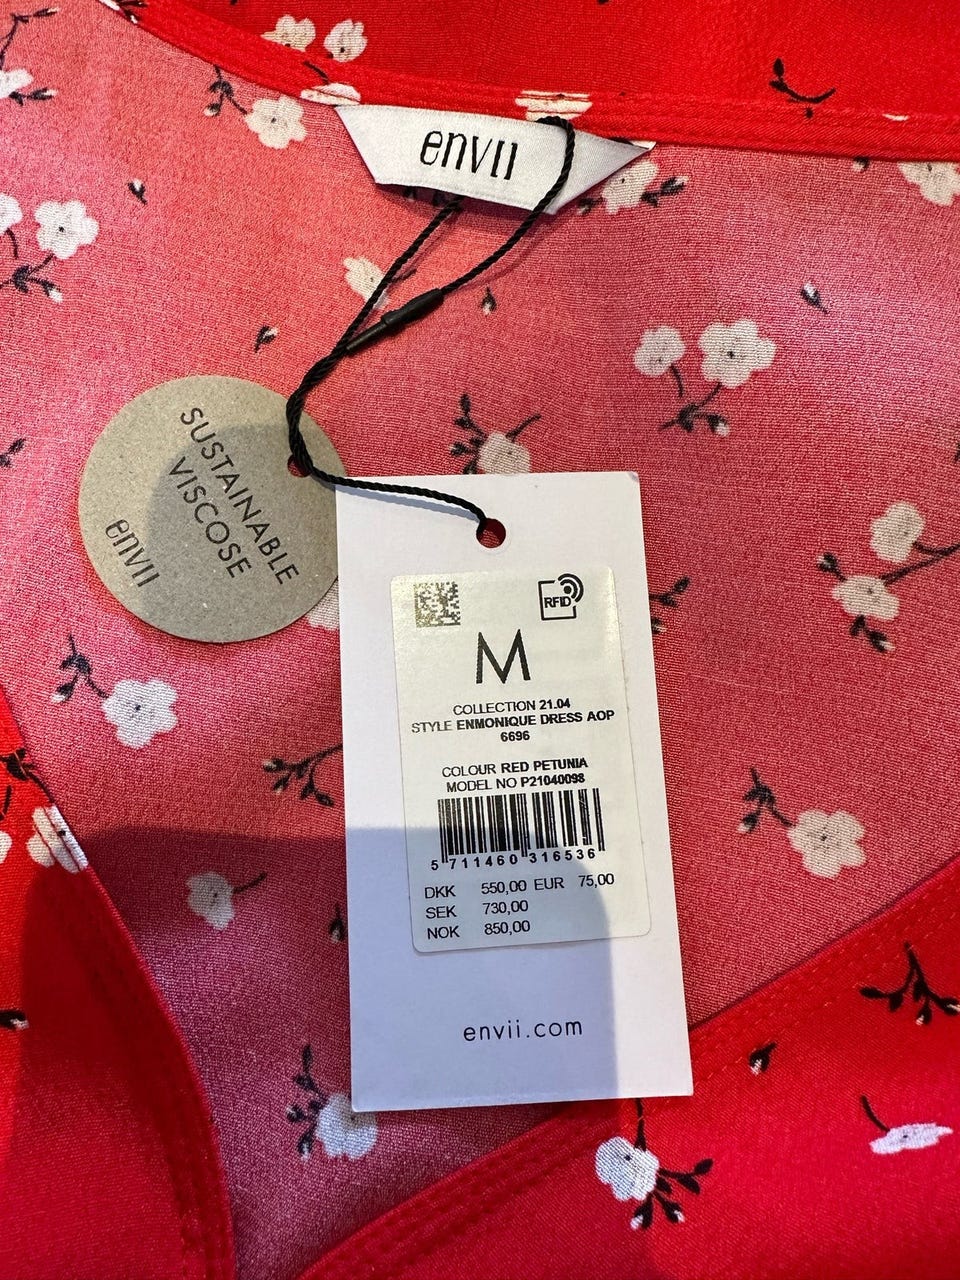 envii
SUSTAINABLE
VISCOSE
envii
RFID
M
COLLECTION 21.04
STYLE ENMONIQUE DRESS AOP
6696
COLOUR RED PETUNIA
MODEL NO P21040098
5 711460 316536
DKK 550,00 EUR 75,00
SEK 730,00
NOK 850,00
envii.com